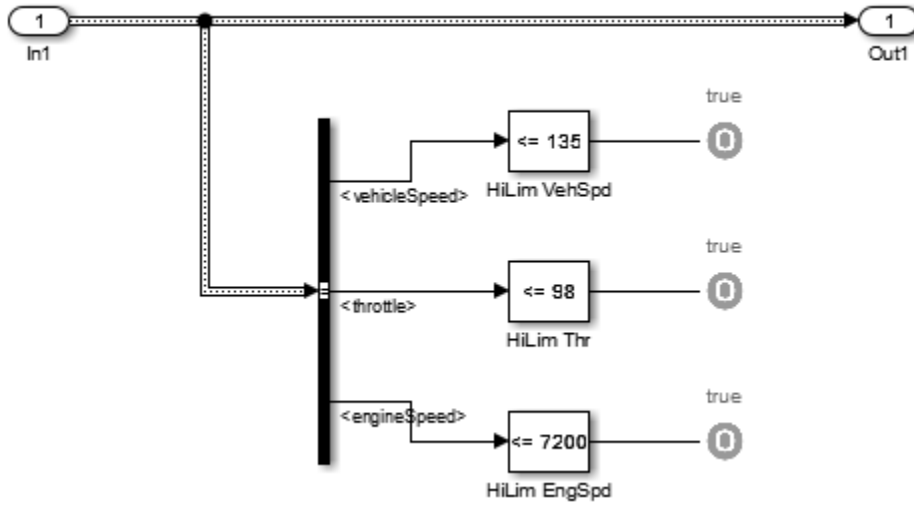 1
In1
1
Out1
true
<= 135
O
<vehicleSpeed>
HiLim VehSpd
true
<= 98
O
<throttle>
HiLim Thr
true
<engineSpeed>
<= 7200
O
HiLim EngSpd